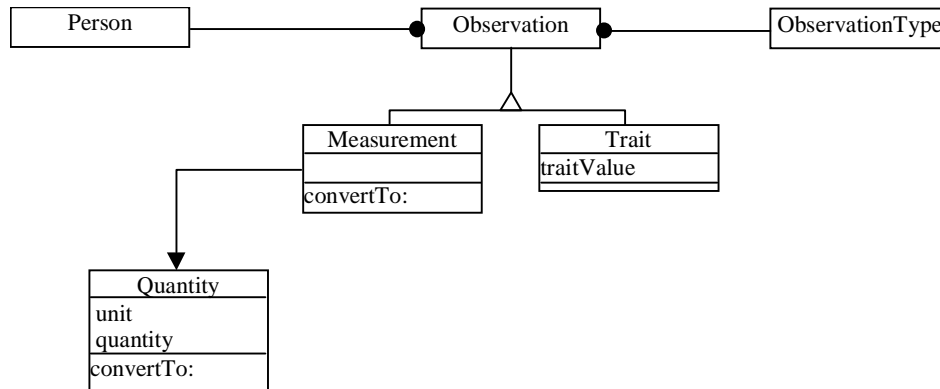 Person
Observation
ObservationType
Measurement
Trait
traitValue
convertTo:
Quantity
unit
quantity
convertTo: